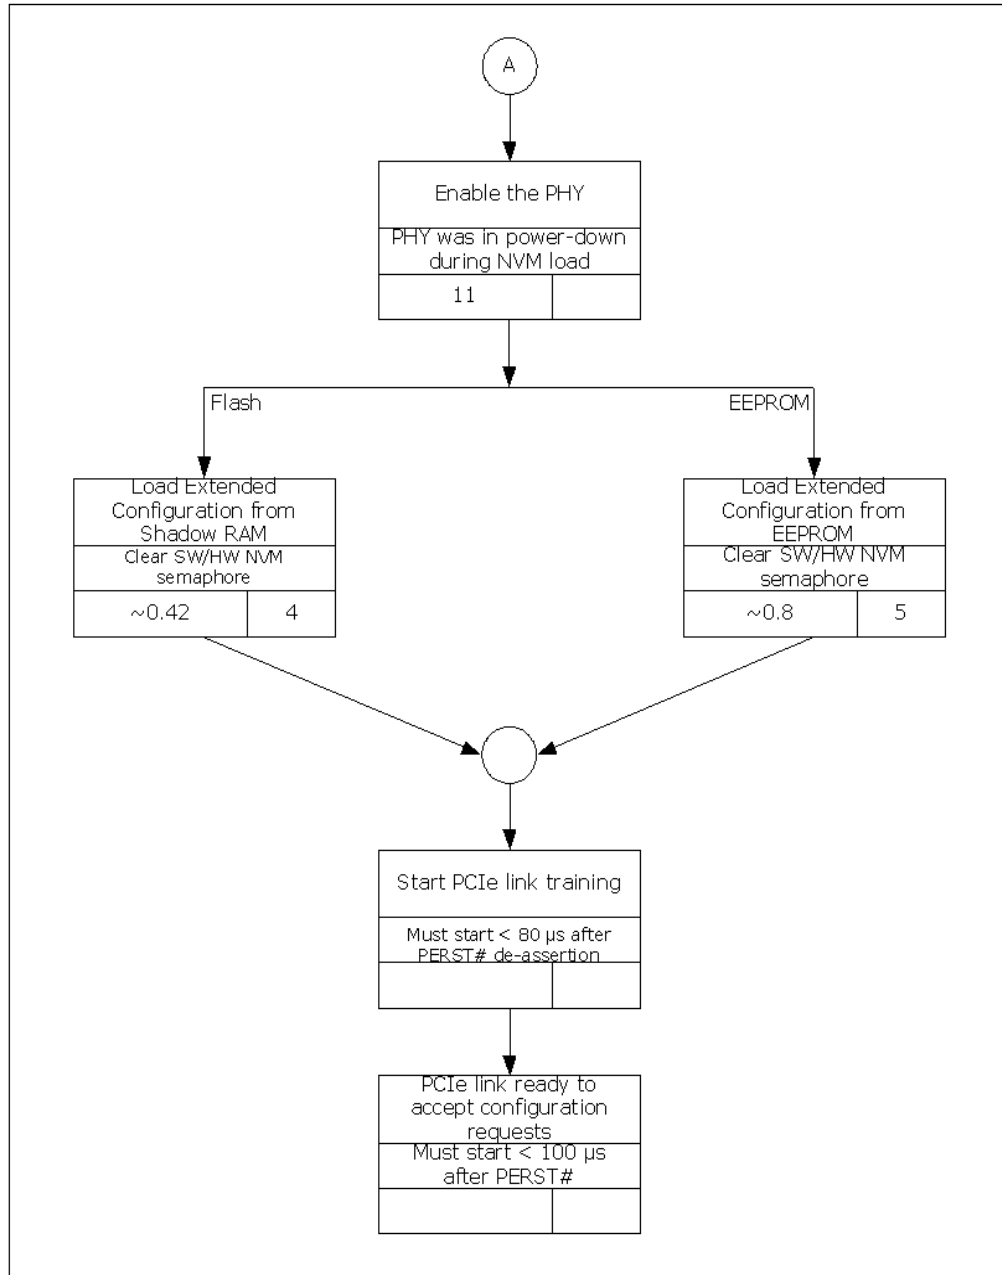 A
Enable the PHY
PHY was in power-down
during NVM load
11
Flash
EEPROM
Load Extended
Configuration from
Shadow RAM
Clear SW/HW NVM
semaphore
~0.42
4
Load Extended
Configuration from
EEPROM
Clear SW/HW NVM
semaphore
~0.8
5
Start PCIe link training
Must start < 80 µs after
PERST# de-assertion
PCIe link ready to
accept configuration
requests
Must start < 100 µs
after PERST#